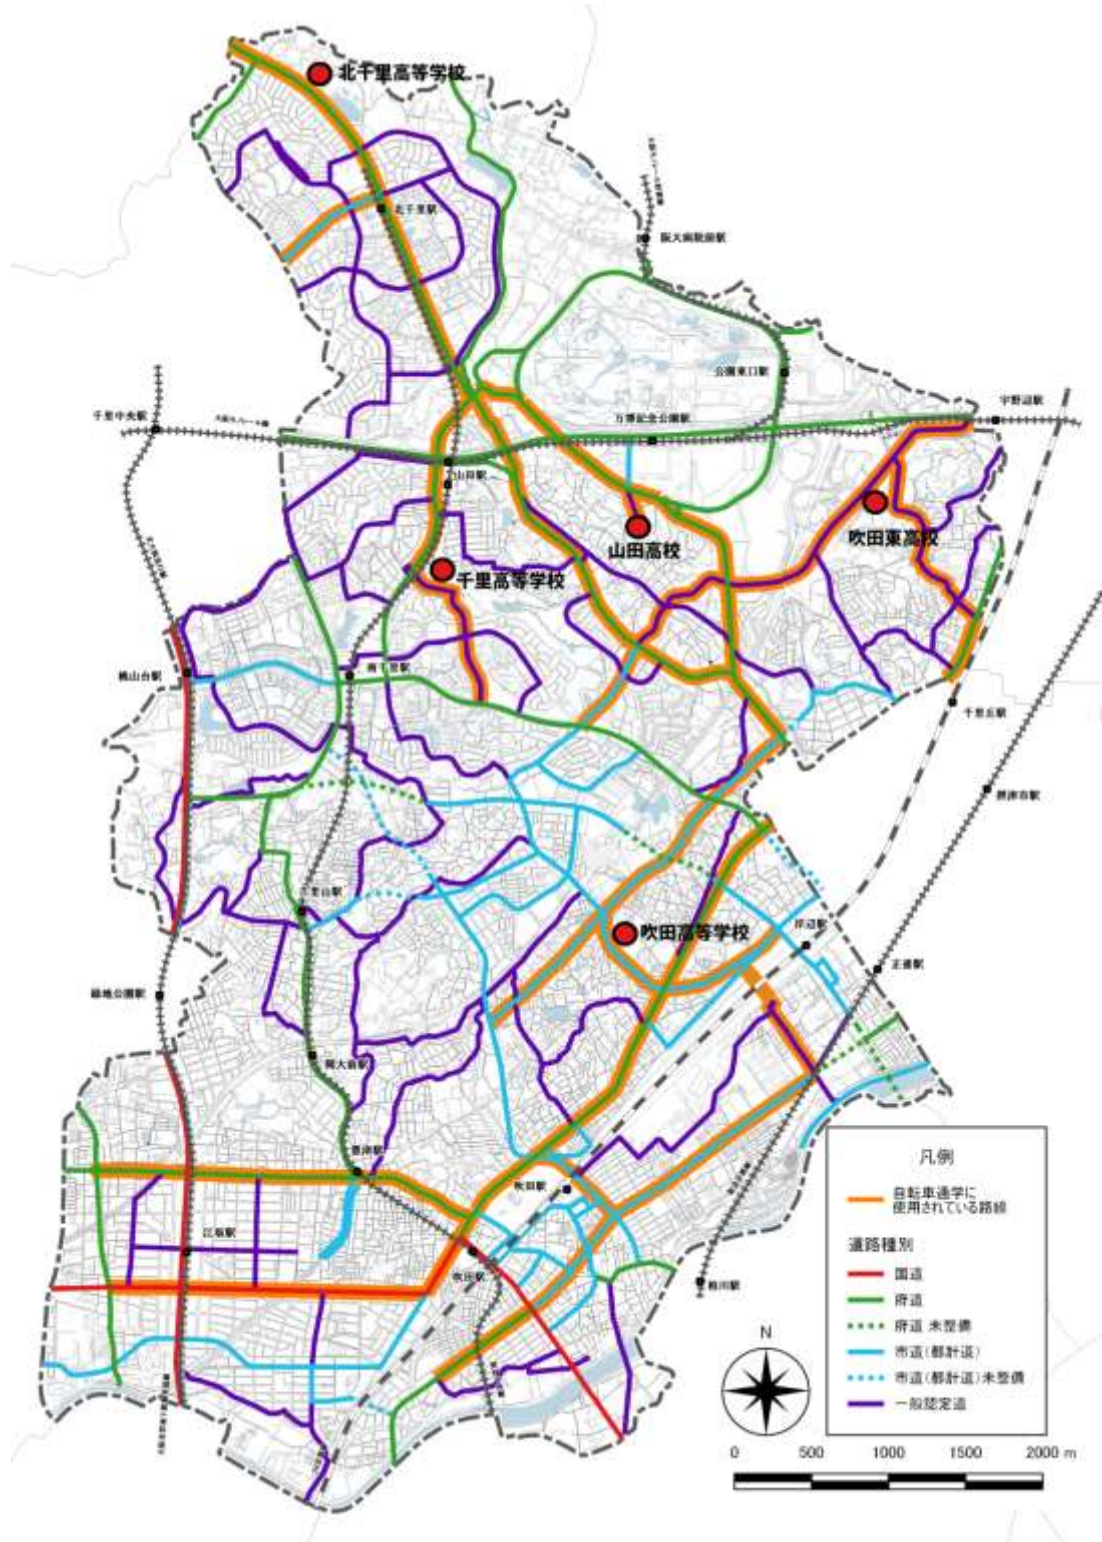 北千里高等学校
北千里駅
阪大病院前駅
公園東口駅
千里中央駅
万博記念公園駅
宇野辺駅
山田駅
山田高校
吹田東高校
千里高等学校
桃山台駅
南千里駅
千里丘駅
摂津市駅
千里山駅
吹田高等学校
岸辺駅
正雀駅
緑地公園駅
関大前駅
豊津駅
吹田駅
江坂駅
吹田駅
相川駅
凡例
自転車通学に
使用されている路線
道路種別
国道
府道
府道 未整備
市道(都計道)
市道(都計道)未整備
一般認定道
N
0 500 1000 1500 2000 m